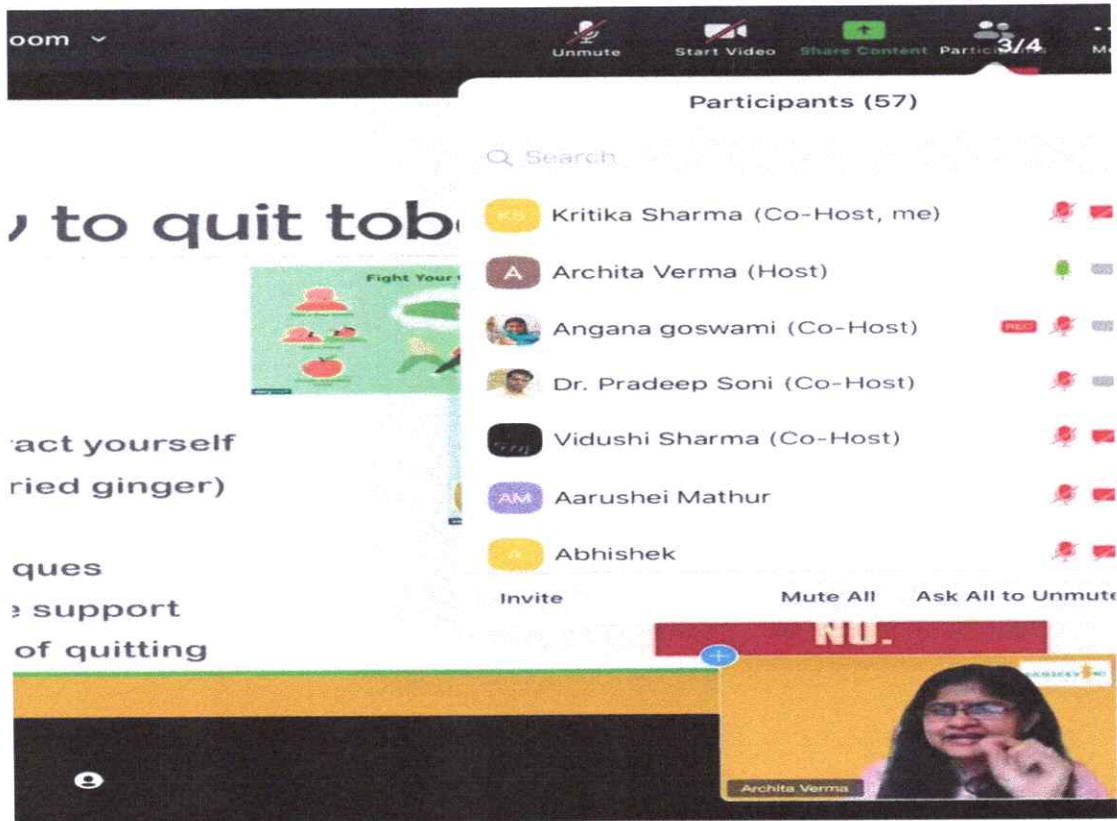 oom
Unmute Start Video Share Content Partic 3/4 M
Participants (57)
Search
to quit tob
Fight Your
KS Kritika Sharma (Co-Host, me)
A Archita Verma (Host)
Angana goswami (Co-Host) REC
Dr. Pradeep Soni (Co-Host)
Vidushi Sharma (Co-Host)
AM Aarushei Mathur
A Abhishek
ract yourself
ried ginger)
ques
e support
of quitting
Invite Mute All Ask All to Unmute
NO.
Archita Verma